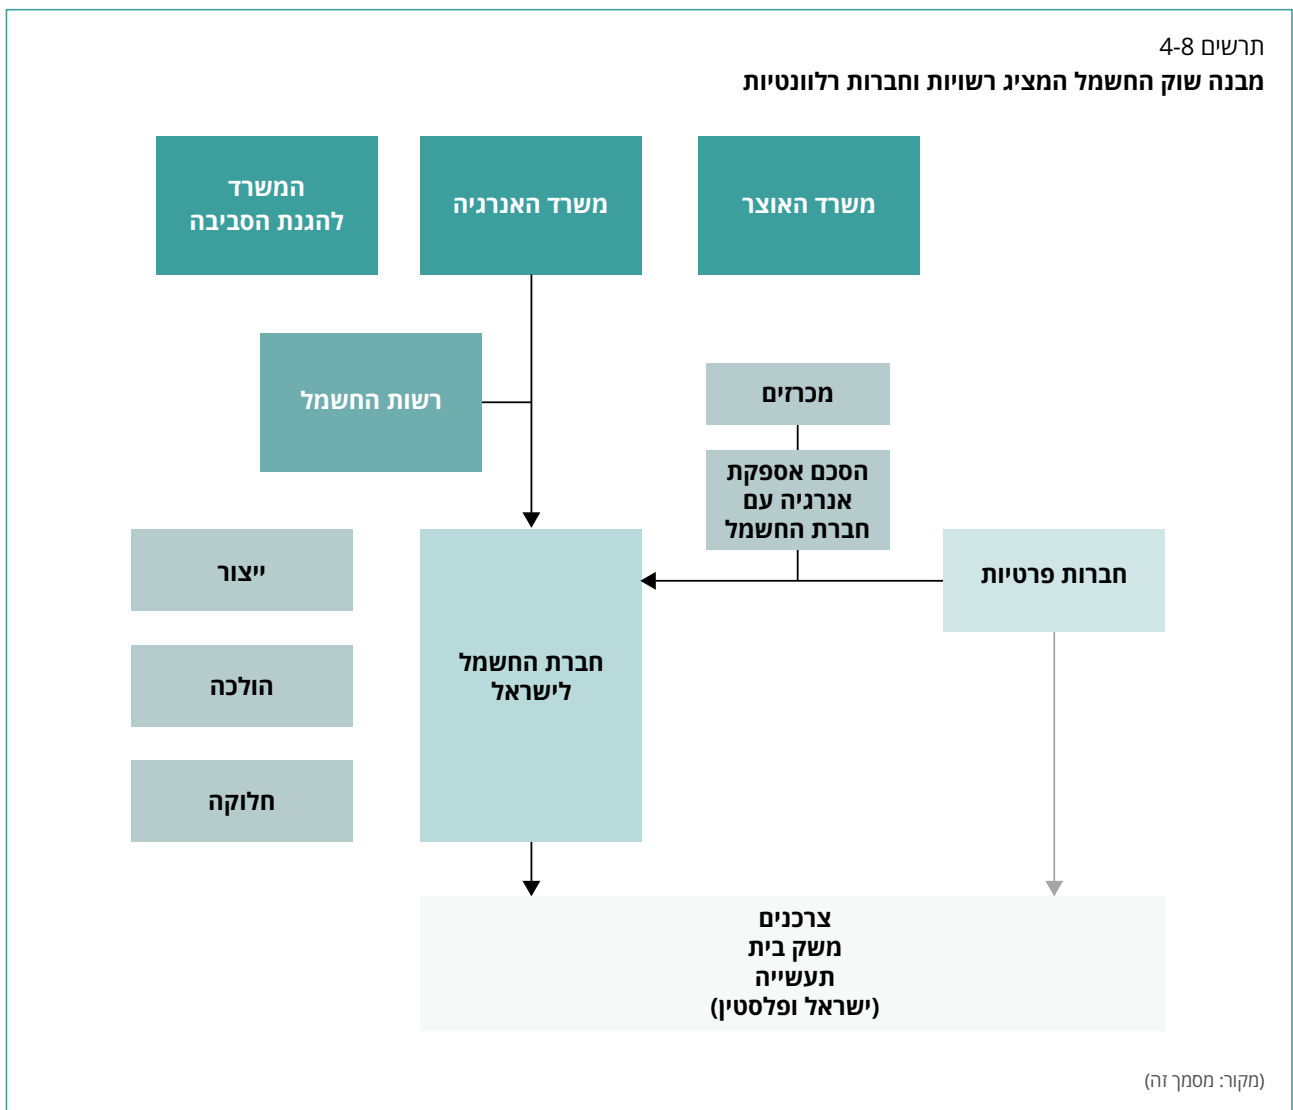 תרשים 4-8
מבנה שוק החשמל המציג רשויות וחברות רלוונטיות
משרד האוצר
משרד האנרגיה
המשרד
להגנת הסביבה
רשות החשמל
מכרזים
הסכם אספקת
אנרגיה עם
חברת החשמל
חברות פרטיות
חברת החשמל
לישראל
ייצור
הולכה
חלוקה
צרכנים
משק בית
תעשייה
(ישראל ופלסטין)
(מקור: מסמך זה)